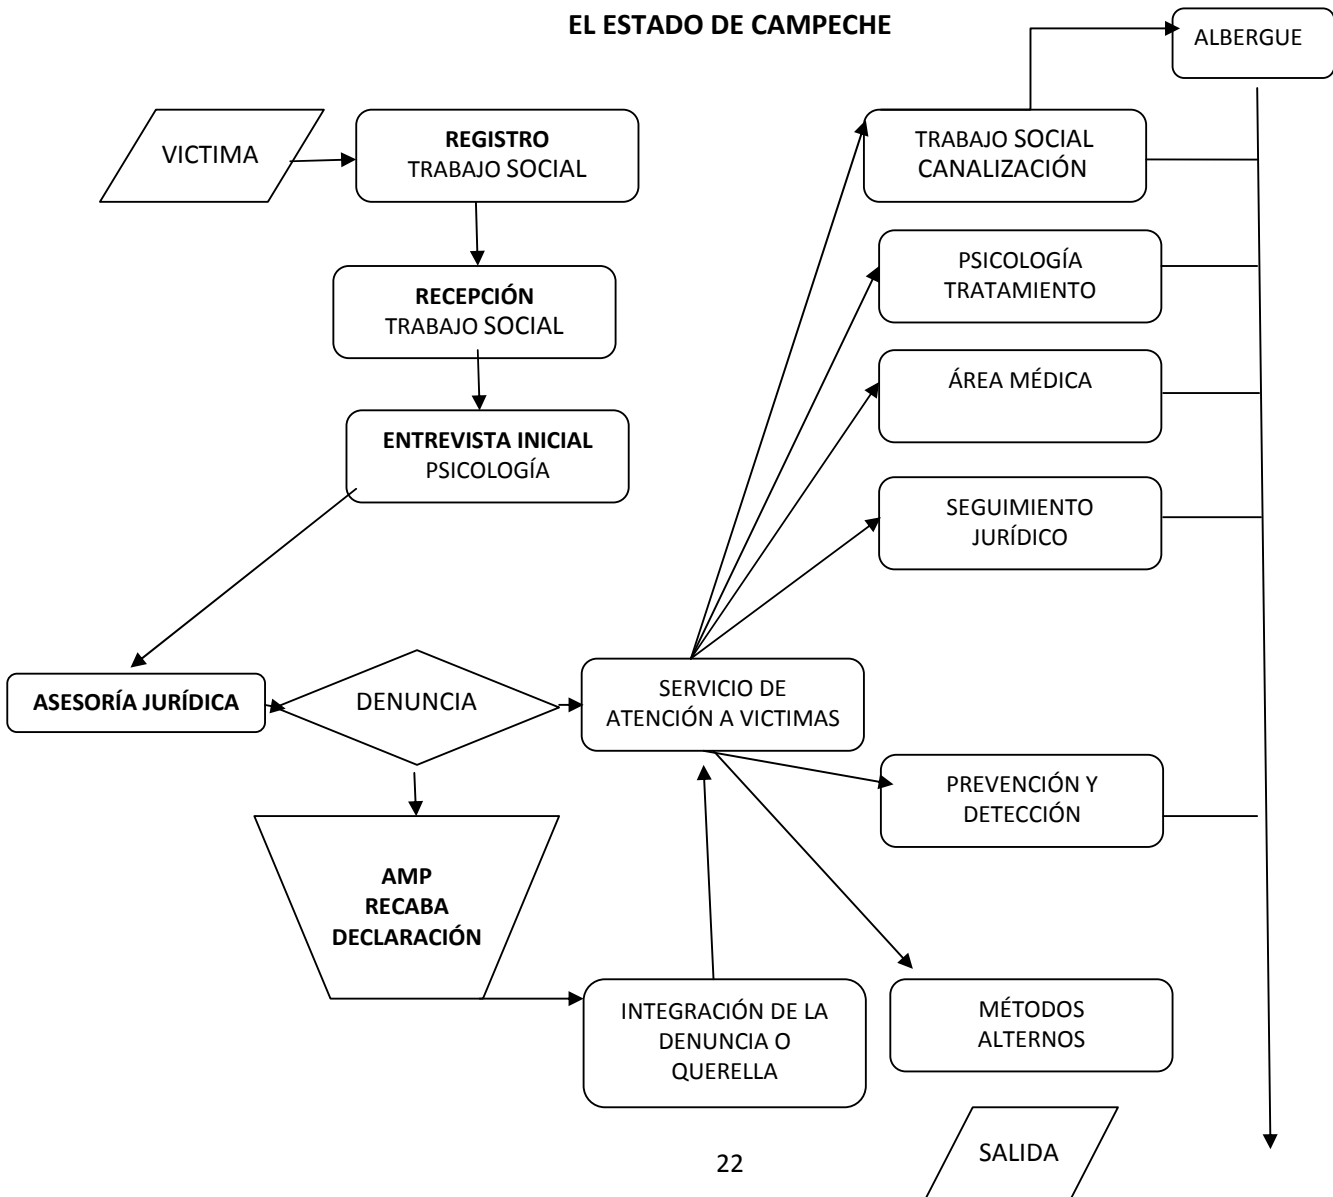 EL ESTADO DE CAMPECHE
ALBERGUE
VICTIMA
REGISTRO
TRABAJO SOCIAL
TRABAJO SOCIAL
CANALIZACIÓN
RECEPCIÓN
TRABAJO SOCIAL
PSICOLOGÍA
TRATAMIENTO
ENTREVISTA INICIAL
PSICOLOGÍA
ÁREA MÉDICA
SEGUIMIENTO
JURÍDICO
ASESORÍA JURÍDICA
DENUNCIA
SERVICIO DE
ATENCIÓN A VICTIMAS
PREVENCIÓN Y
DETECCIÓN
AMP
RECABA
DECLARACIÓN
INTEGRACIÓN DE LA
DENUNCIA O
QUERELLA
MÉTODOS
ALTERNOS
SALIDA
22